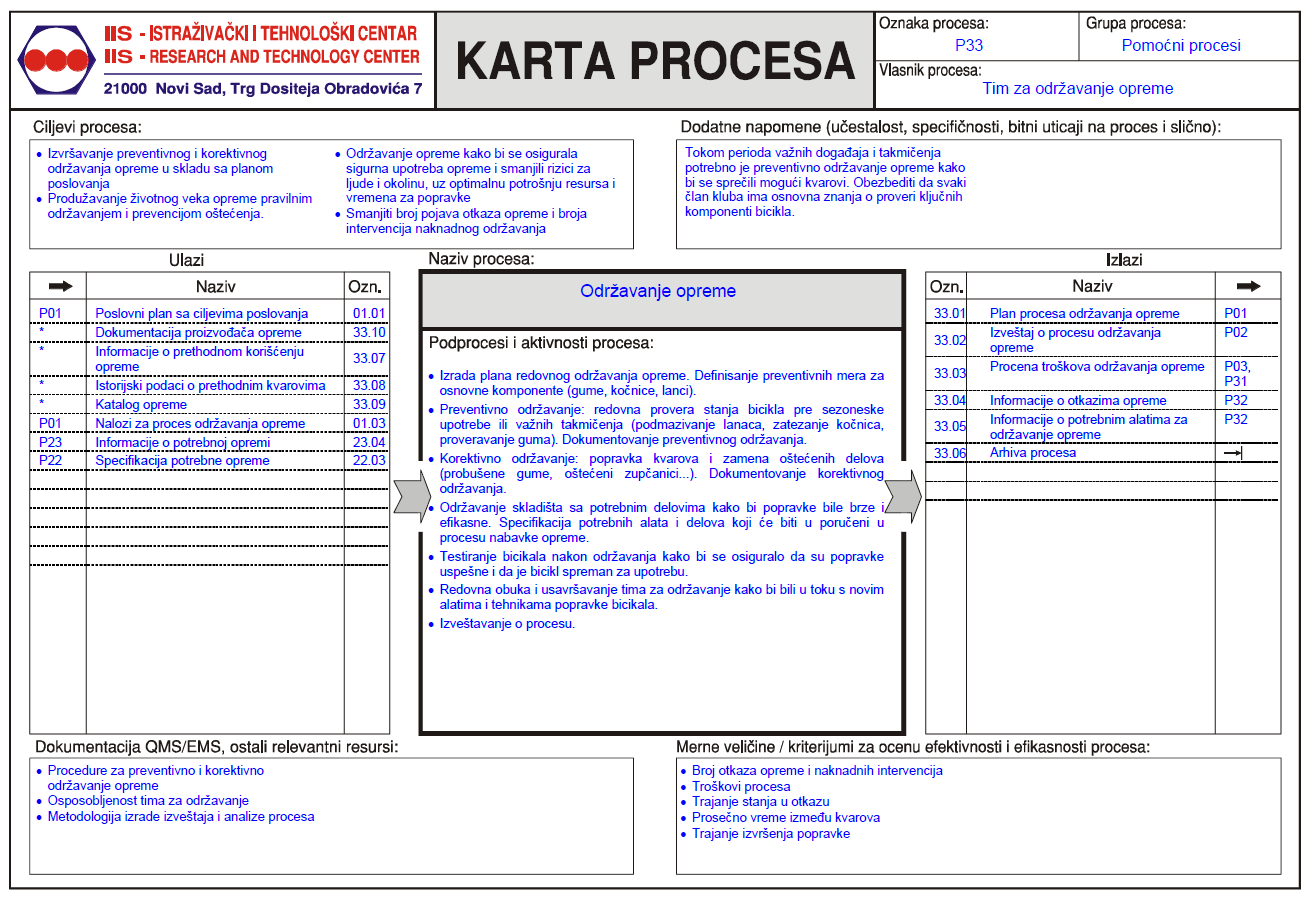 IIS - ISTRAŽIVAČKI I TEHNOLOŠKI CENTAR
IIS - RESEARCH AND TECHNOLOGY CENTER
21000 Novi Sad, Trg Dositeja Obradovića 7
KARTA PROCESA
Oznaka procesa:
P33
Grupa procesa:
Pomoćni procesi
Vlasnik procesa:
Tim za održavanje opreme
Ciljevi procesa:
• Izvršavanje preventivnog i korektivnog
održavanja opreme u skladu sa planom
poslovanja
• Produžavanje životnog veka opreme pravilnim
održavanjem i prevencijom oštećenja.
• Održavanje opreme kako bi se osigurala
sigurna upotreba opreme i smanjili rizici za
ljude i okolinu, uz optimalnu potrošnju resursa i
vremena za popravke
• Smanjiti broj pojava otkaza opreme i broja
intervencija naknadnog održavanja
Dodatne napomene (učestalost, specifičnosti, bitni uticaji na proces i slično):
Tokom perioda važnih događaja i takmičenja
potrebno je preventivno održavanje opreme kako
bi se sprečili mogući kvarovi. Obezbediti da svaki
član kluba ima osnovna znanja o proveri ključnih
komponenti bicikla.
Ulazi
Naziv Ozn.
P01 Poslovni plan sa ciljevima poslovanja 01.01
* Dokumentacija proizvođača opreme 33.10
* Informacije o prethodnom korišćenju
opreme 33.07
* Istorijski podaci o prethodnim kvarovima 33.08
* Katalog opreme 33.09
P01 Nalozi za proces održavanja opreme 01.03
P23 Informacije o potrebnoj opremi 23.04
P22 Specifikacija potrebne opreme 22.03
Naziv procesa:
Održavanje opreme
Podprocesi i aktivnosti procesa:
• Izrada plana redovnog održavanja opreme. Definisanje preventivnih mera za
osnovne komponente (gume, kočnice, lanci).
• Preventivno održavanje: redovna provera stanja bicikla pre sezoneske
upotrebe ili važnih takmičenja (podmazivanje lanaca, zatezanje kočnica,
proveravanje guma). Dokumentovanje preventivnog održavanja.
• Korektivno održavanje: popravka kvarova i zamena oštećenih delova
(probušene gume, oštećeni zupčanici...). Dokumentovanje korektivnog
održavanja.
• Održavanje skladišta sa potrebnim delovima kako bi popravke bile brze i
efikasne. Specifikacija potrebnih alata i delova koji će biti u poručeni u
procesu nabavke opreme.
• Testiranje bicikala nakon održavanja kako bi se osiguralo da su popravke
uspešne i da je bicikl spreman za upotrebu.
• Redovna obuka i usavršavanje tima za održavanje kako bi bili u toku s novim
alatima i tehnikama popravke bicikala.
• Izveštavanje o procesu.
Izlazi
Ozn. Naziv
33.01 Plan procesa održavanja opreme P01
33.02 Izveštaj o procesu održavanja
opreme P02
33.03 Procena troškova održavanja opreme P03,
P31
33.04 Informacije o otkazima opreme P32
33.05 Informacije o potrebnim alatima za
održavanje opreme P32
33.06 Arhiva procesa
Dokumentacija QMS/EMS, ostali relevantni resursi:
• Procedure za preventivno i korektivno
održavanje opreme
• Osposobljenost tima za održavanje
• Metodologija izrade izveštaja i analize procesa
Merne veličine / kriterijumi za ocenu efektivnosti i efikasnosti procesa:
• Broj otkaza opreme i naknadnih intervencija
• Troškovi procesa
• Trajanje stanja u otkazu
• Prosečno vreme između kvarova
• Trajanje izvršenja popravke